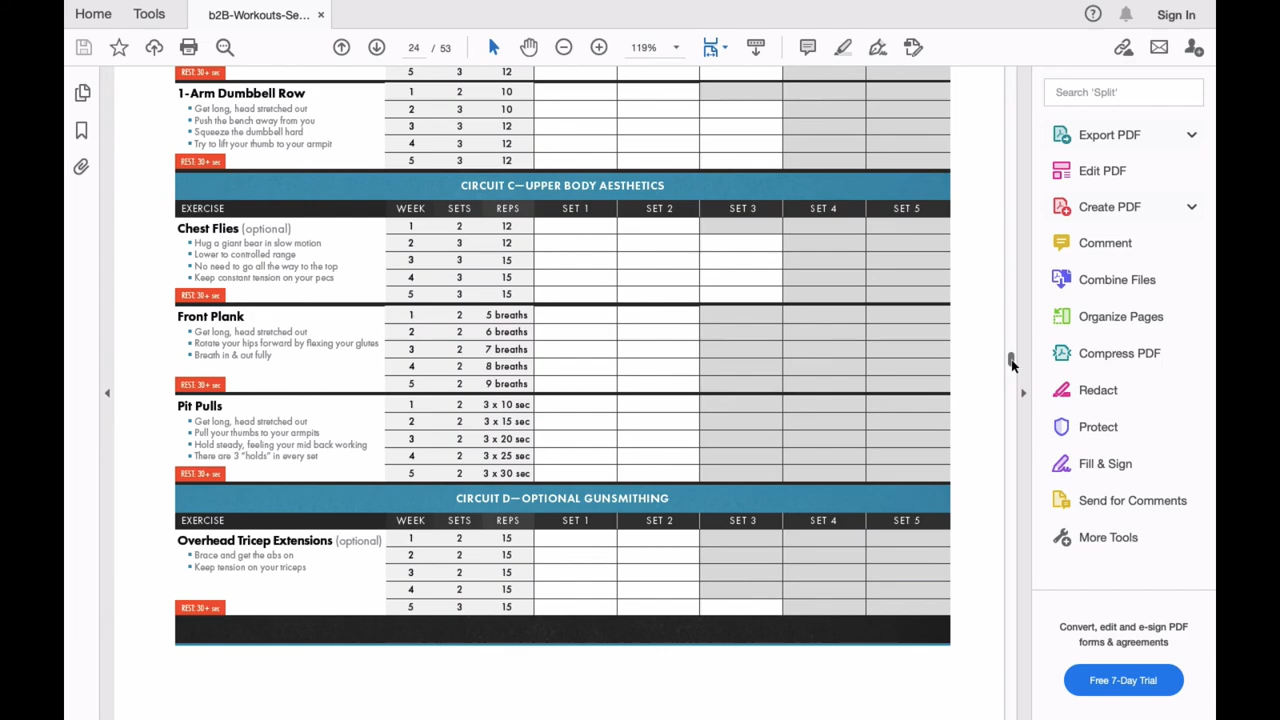 Home Tools b2B-Workouts-Se... × Sign In
24 / 53 119%
REST: 30+ sec 5 3 12
1-Arm Dumbbell Row 1 2 10
Get long, head stretched out 2 3 10
Push the bench away from you
Squeeze the dumbbell hard 3 3 12
Try to lift your thumb to your armpit 4 3 12
REST: 30+ sec 5 3 12
CIRCUIT C—UPPER BODY AESTHETICS
EXERCISE WEEK SETS REPS SET 1 SET 2 SET 3 SET 4 SET 5
Chest Flies (optional) 1 2 12
Hug a giant bear in slow motion 2 3 12
Lower to controlled range
No need to go all the way to the top 3 3 15
Keep constant tension on your pecs 4 3 15
REST: 30+ sec 5 3 15
Front Plank 1 2 5 breaths
Get long, head stretched out 2 2 6 breaths
Rotate your hips forward by flexing your glutes 3 2 7 breaths
Breath in & out fully
4 2 8 breaths
REST: 30+ sec 5 2 9 breaths
Pit Pulls 1 2 3 x 10 sec
Get long, head stretched out 2 2 3 x 15 sec
Pull your thumbs to your armpits
Hold steady, feeling your mid back working 3 2 3 x 20 sec
There are 3 "holds" in every set 4 2 3 x 25 sec
REST: 30+ sec 5 2 3 x 30 sec
CIRCUIT D—OPTIONAL GUNSMITHING
EXERCISE WEEK SETS REPS SET 1 SET 2 SET 3 SET 4 SET 5
Overhead Tricep Extensions (optional) 1 2 15
Brace and get the abs on 2 2 15
Keep tension on your triceps 3 2 15
4 2 15
REST: 30+ sec 5 3 15
Search 'Split'
Export PDF
Edit PDF
Create PDF
Comment
Combine Files
Organize Pages
Compress PDF
Redact
Protect
Fill & Sign
Send for Comments
More Tools
Convert, edit and e-sign PDF
forms & agreements
Free 7-Day Trial